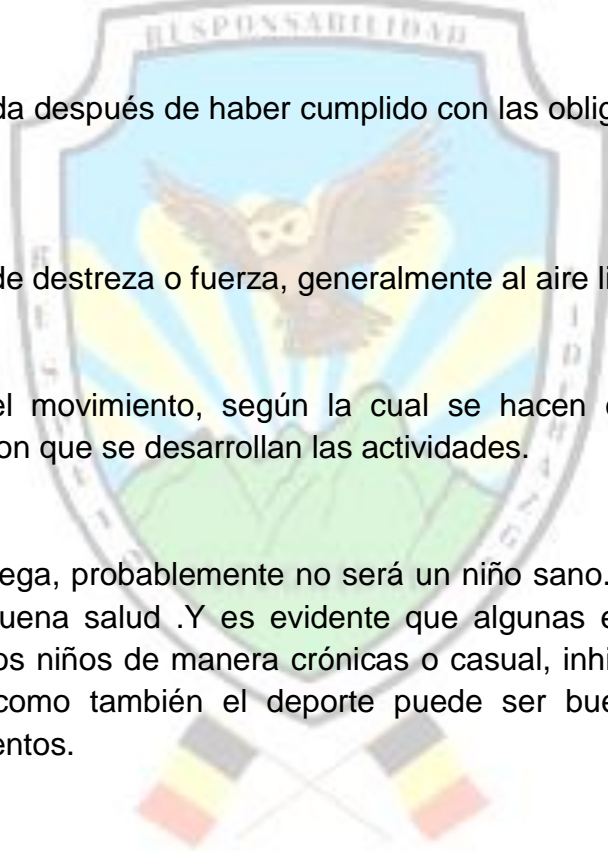 RESPONSABILIDAD
da después de haber cumplido con las oblig
de destreza o fuerza, generalmente al aire li
el movimiento, según la cual se hacen
on que se desarrollan las actividades.
ega, probablemente no será un niño sano.
uena salud .Y es evidente que algunas e
os niños de manera crónicas o casual, inhi
como también el deporte puede ser bue
entos.